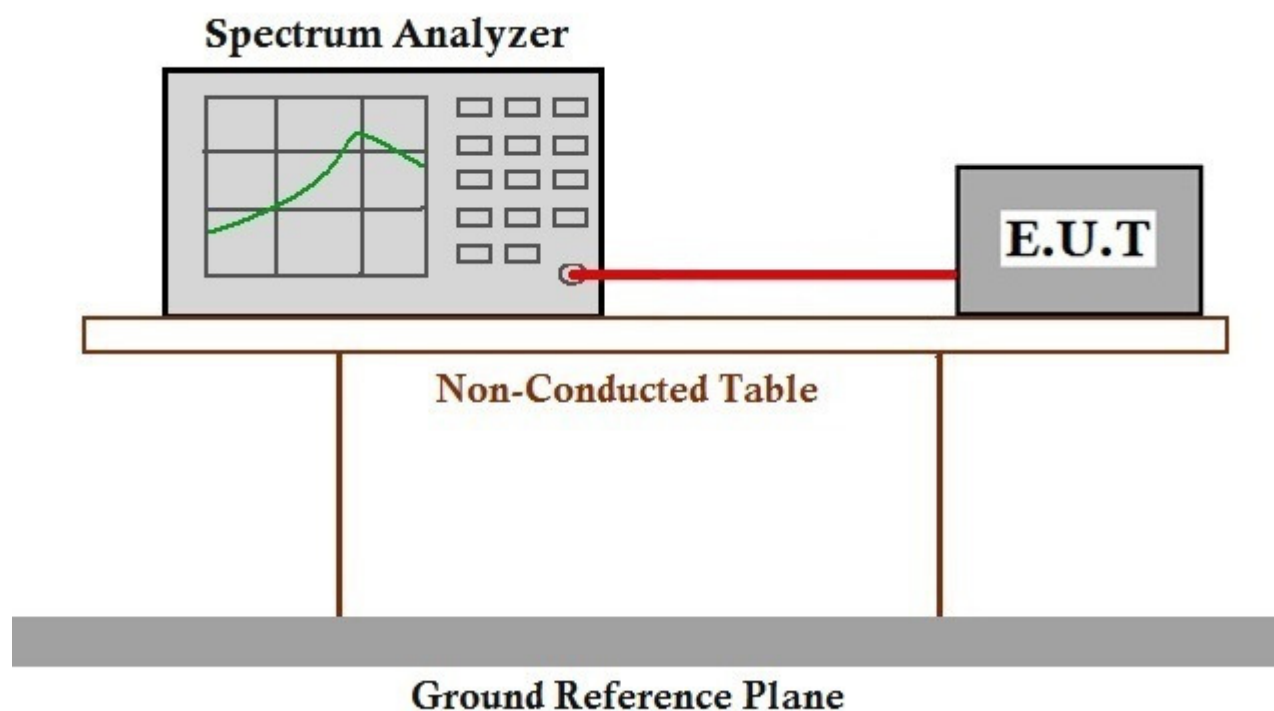 Spectrum Analyzer
E.U.T
Non-Conducted Table
Ground Reference Plane